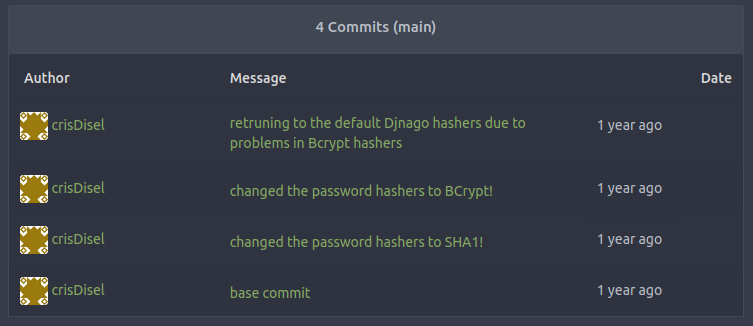 4 Commits (main)
Author Message Date
crisDisel retruning to the default Djnago hashers due to 1 year ago
problems in Bcrypt hashers
crisDisel changed the password hashers to BCrypt! 1 year ago
crisDisel changed the password hashers to SHA1! 1 year ago
crisDisel base commit 1 year ago